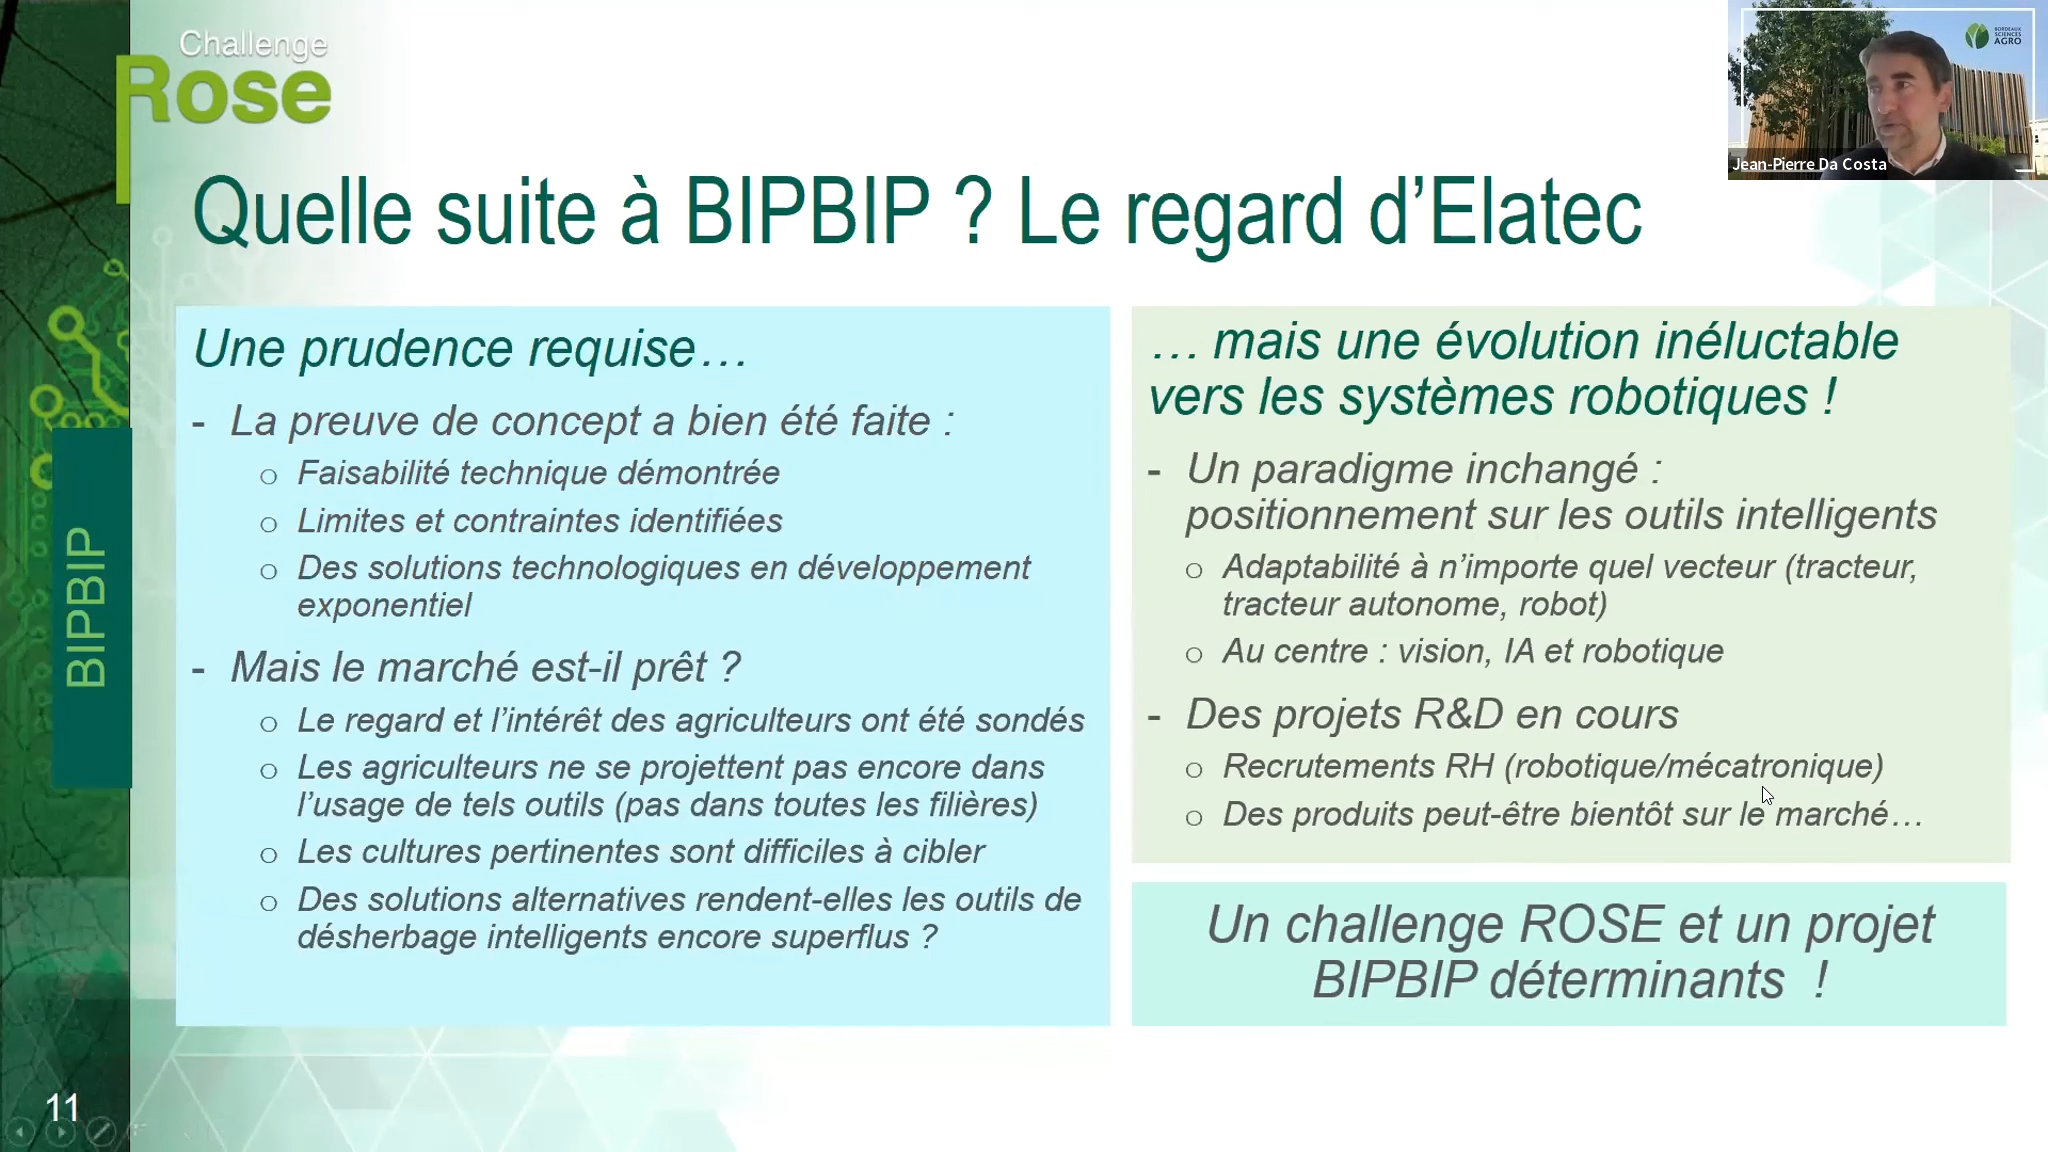 Challenge
Rose
BORDEAUX
SCIENCES
AGRO
Jean-Pierre Da Costa
Quelle suite à BIPBIP ? Le regard d’Elatec
Une prudence requise…
- La preuve de concept a bien été faite :
o Faisabilité technique démontrée
o Limites et contraintes identifiées
o Des solutions technologiques en développement
exponentiel
- Mais le marché est-il prêt ?
o Le regard et l’intérêt des agriculteurs ont été sondés
o Les agriculteurs ne se projettent pas encore dans
l’usage de tels outils (pas dans toutes les filières)
o Les cultures pertinentes sont difficiles à cibler
o Des solutions alternatives rendent-elles les outils de
désherbage intelligents encore superflus ?
… mais une évolution inéluctable
vers les systèmes robotiques !
- Un paradigme inchangé :
positionnement sur les outils intelligents
o Adaptabilité à n’importe quel vecteur (tracteur,
tracteur autonome, robot)
o Au centre : vision, IA et robotique
- Des projets R&D en cours
o Recrutements RH (robotique/mécatronique)
o Des produits peut-être bientôt sur le marché…
Un challenge ROSE et un projet
BIPBIP déterminants !
BIPBIP
11